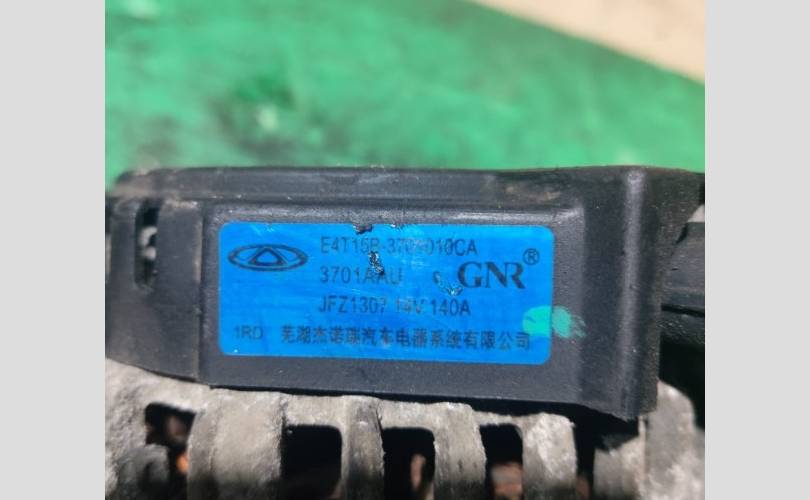 E4T15B-3701010CA
3701AAU GNR®
JFZ1307 14V 140A
1RD 芜湖杰诺瑞汽车电器系统有限公司